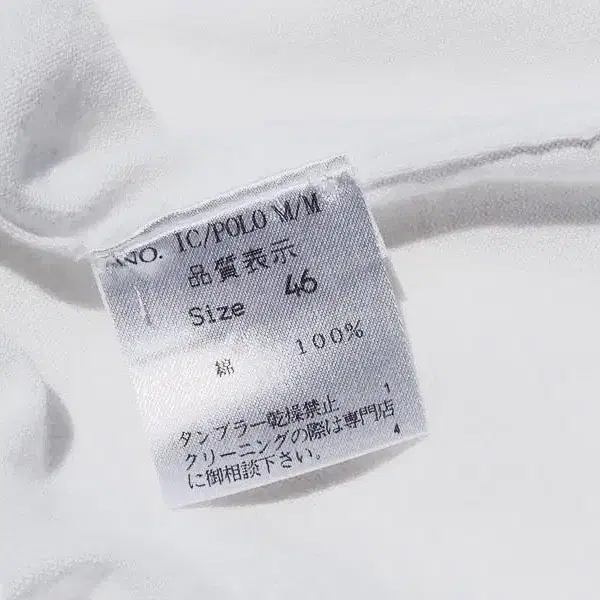 NO. IC/POLO M/M
品質表示
Size 46
綿 100%
タンブラー乾燥禁止 1
クリーニングの際は専門店
に御相談下さい。 4